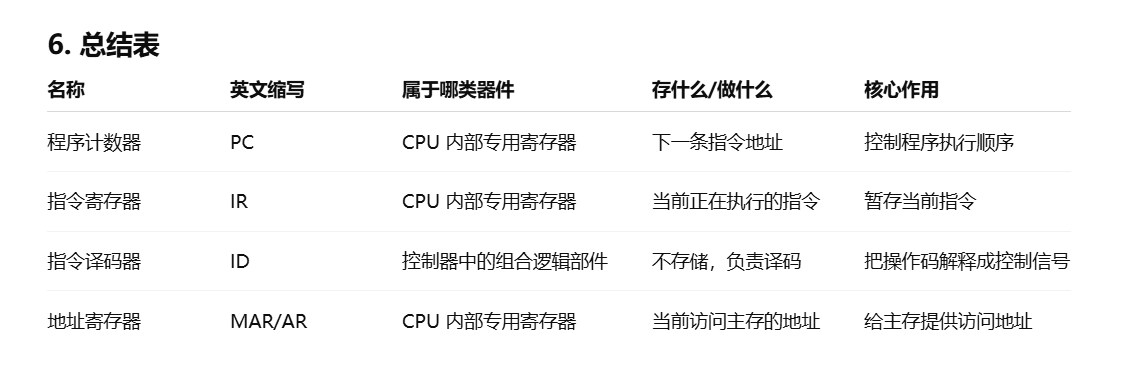 6. 总结表
名称 英文缩写 属于哪类器件 存什么/做什么 核心作用
程序计数器 PC CPU 内部专用寄存器 下一条指令地址 控制程序执行顺序
指令寄存器 IR CPU 内部专用寄存器 当前正在执行的指令 暂存当前指令
指令译码器 ID 控制器中的组合逻辑部件 不存储，负责译码 把操作码解释成控制信号
地址寄存器 MAR/AR CPU 内部专用寄存器 当前访问主存的地址 给主存提供访问地址